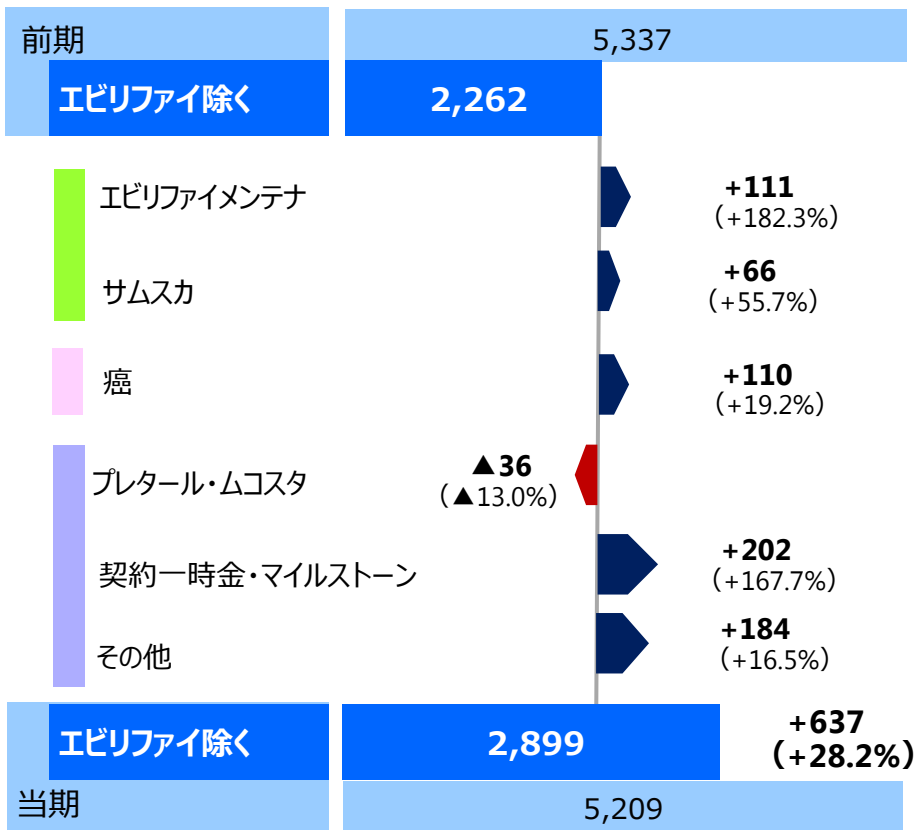 前期
5,337
エビリファイ除く
2,262
エビリファイメンテナ
+111
(+182.3%)
サムスカ
+66
(+55.7%)
癌
+110
(+19.2%)
プレタール・ムコスタ
▲36
(▲13.0%)
契約一時金・マイルストーン
+202
(+167.7%)
その他
+184
(+16.5%)
エビリファイ除く
2,899
+637
(+28.2%)
当期
5,209